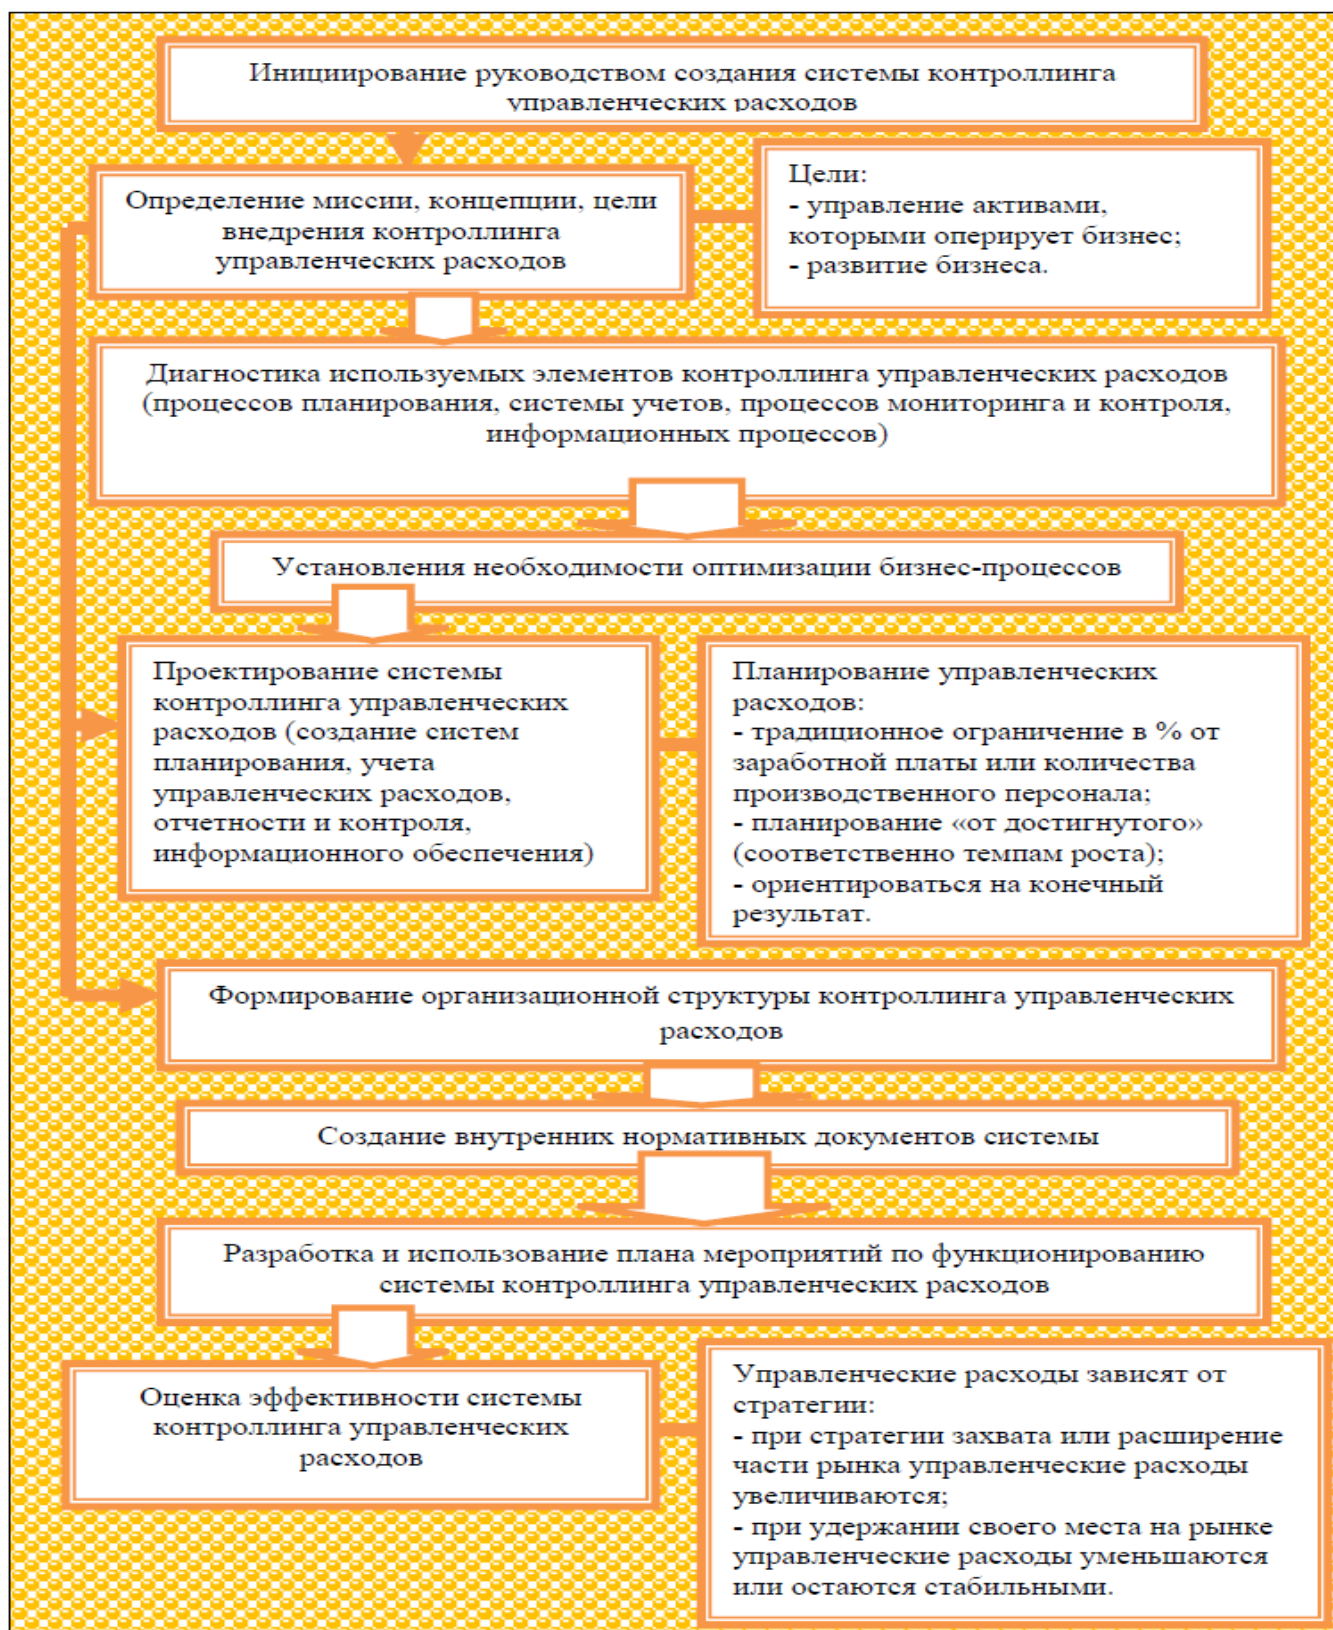 Инициирование руководством создания системы контроллинга
управленческих расходов
Определение миссии, концепции, цели
внедрения контроллинга
управленческих расходов
Цели:
- управление активами,
которыми оперирует бизнес;
- развитие бизнеса.
Диагностика используемых элементов контроллинга управленческих расходов
(процессов планирования, системы учетов, процессов мониторинга и контроля,
информационных процессов)
Установления необходимости оптимизации бизнес-процессов
Проектирование системы
контроллинга управленческих
расходов (создание систем
планирования, учета
управленческих расходов,
отчетности и контроля,
информационного обеспечения)
Планирование управленческих
расходов:
- традиционное ограничение в % от
заработной платы или количества
производственного персонала;
- планирование «от достигнутого»
(соответственно темпам роста);
- ориентироваться на конечный
результат.
Формирование организационной структуры контроллинга управленческих
расходов
Создание внутренних нормативных документов системы
Разработка и использование плана мероприятий по функционированию
системы контроллинга управленческих расходов
Оценка эффективности системы
контроллинга управленческих
расходов
Управленческие расходы зависят от
стратегии:
- при стратегии захвата или расширение
части рынка управленческие расходы
увеличиваются;
- при удержании своего места на рынке
управленческие расходы уменьшаются
или остаются стабильными.